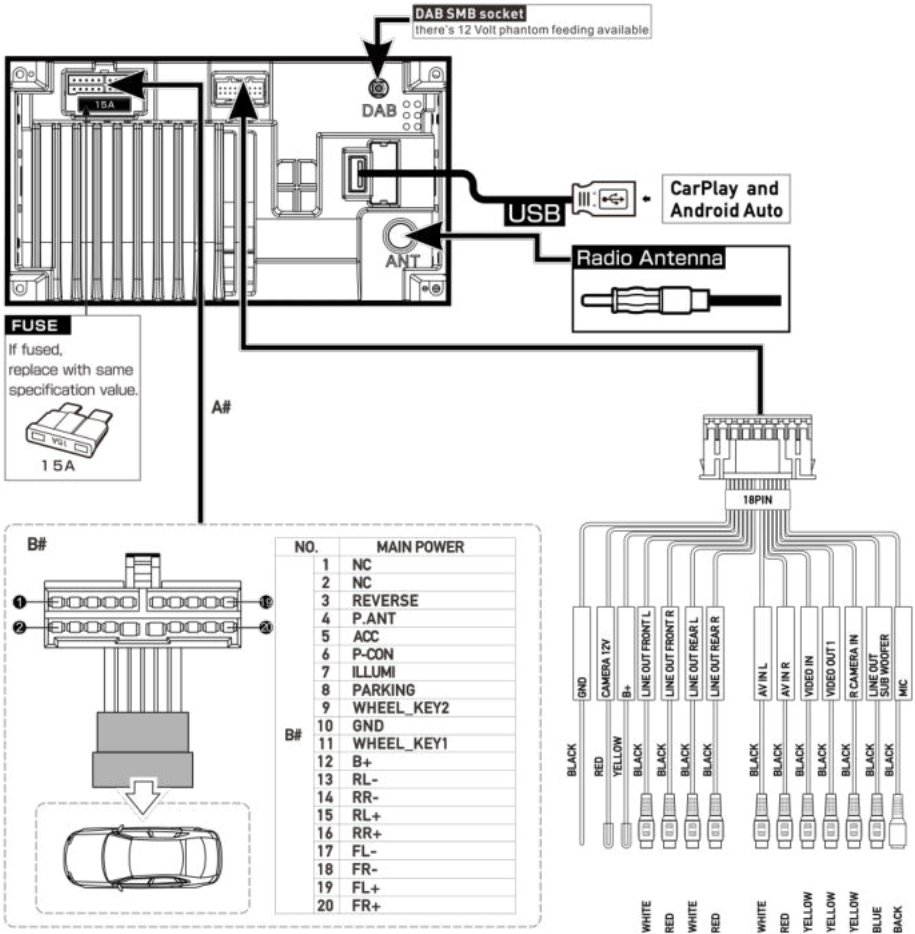 DAB SMB socket
there's 12 Volt phantom feeding available
15A
DAB
CarPlay and
Android Auto
USB
ANT
Radio Antenna
FUSE
If fused,
replace with same
specification value.
15A
15A
A#
18PIN
GND
CAMERA 12V
B+
LINE OUT FRONT L
LINE OUT FRONT R
LINE OUT REAR L
LINE OUT REAR R
AV IN L
AV IN R
VIDEO IN
VIDEO OUT 1
R CAMERA IN
LINE OUT
SUB WOOFER
MIC
BLACK
RED
YELLOW
BLACK
BLACK
BLACK
BLACK
BLACK
BLACK
BLACK
BLACK
BLACK
BLACK
BLACK
WHITE
RED
WHITE
RED
WHITE
RED
YELLOW
YELLOW
YELLOW
BLUE
BACK
B#
1
19
2
20
NO. MAIN POWER
B#
1 NC
2 NC
3 REVERSE
4 P.ANT
5 ACC
6 P-CON
7 ILLUMI
8 PARKING
9 WHEEL_KEY2
10 GND
11 WHEEL_KEY1
12 B+
13 RL-
14 RR-
15 RL+
16 RR+
17 FL-
18 FR-
19 FL+
20 FR+